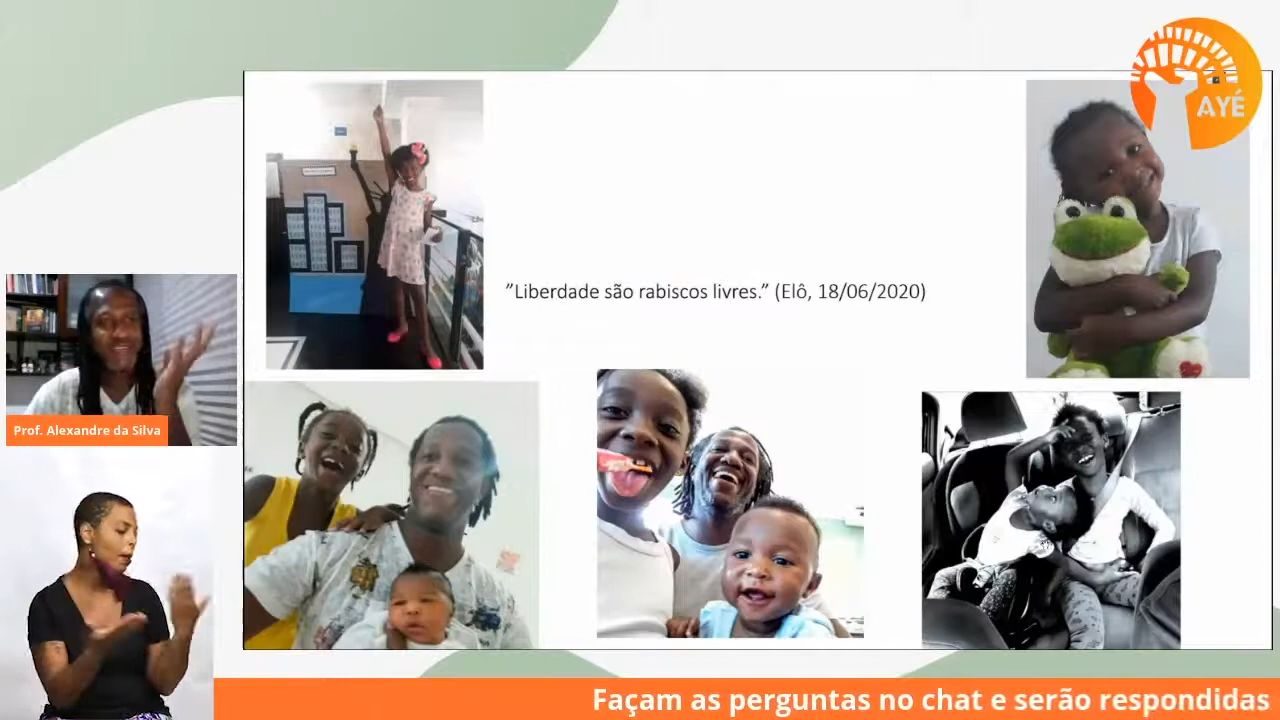 AYÉ
”Liberdade são rabiscos livres.” (Elô, 18/06/2020)
Prof. Alexandre da Silva
Façam as perguntas no chat e serão respondidas